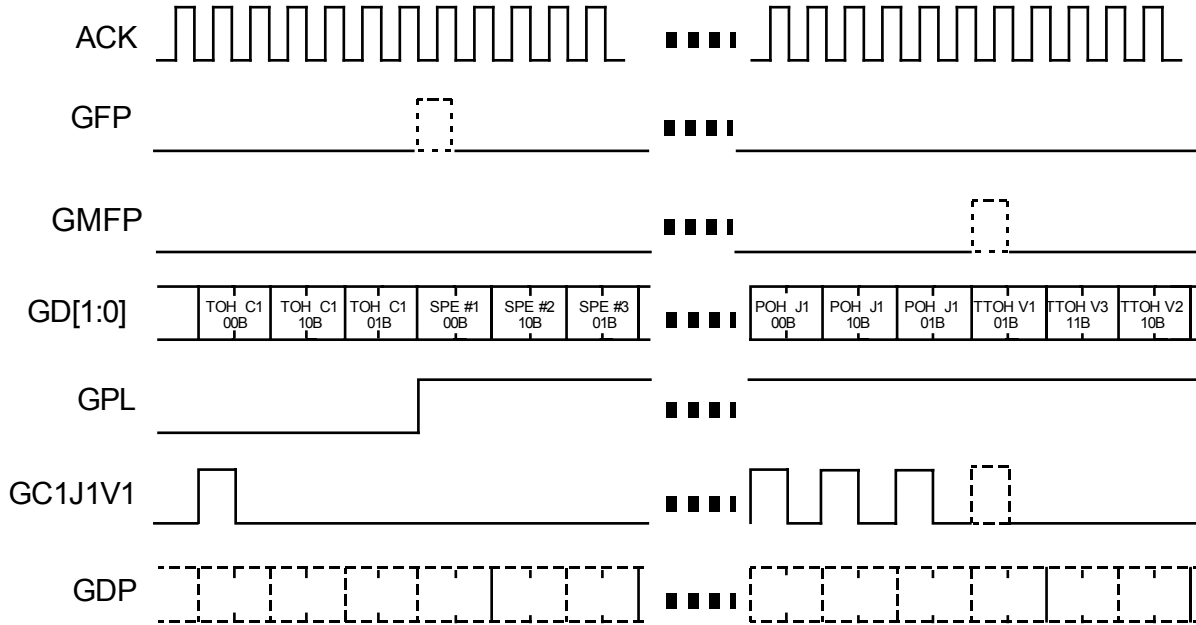 ACK
GFP
GMFP
GD[1:0]
TOH C1 TOH C1 TOH C1 SPE #1 SPE #2 SPE #3 POH J1 POH J1 POH J1 TTOH V1 TTOH V3 TTOH V2
00B 10B 01B 00B 10B 01B 00B 10B 01B 01B 11B 10B
GPL
GC1J1V1
GDP